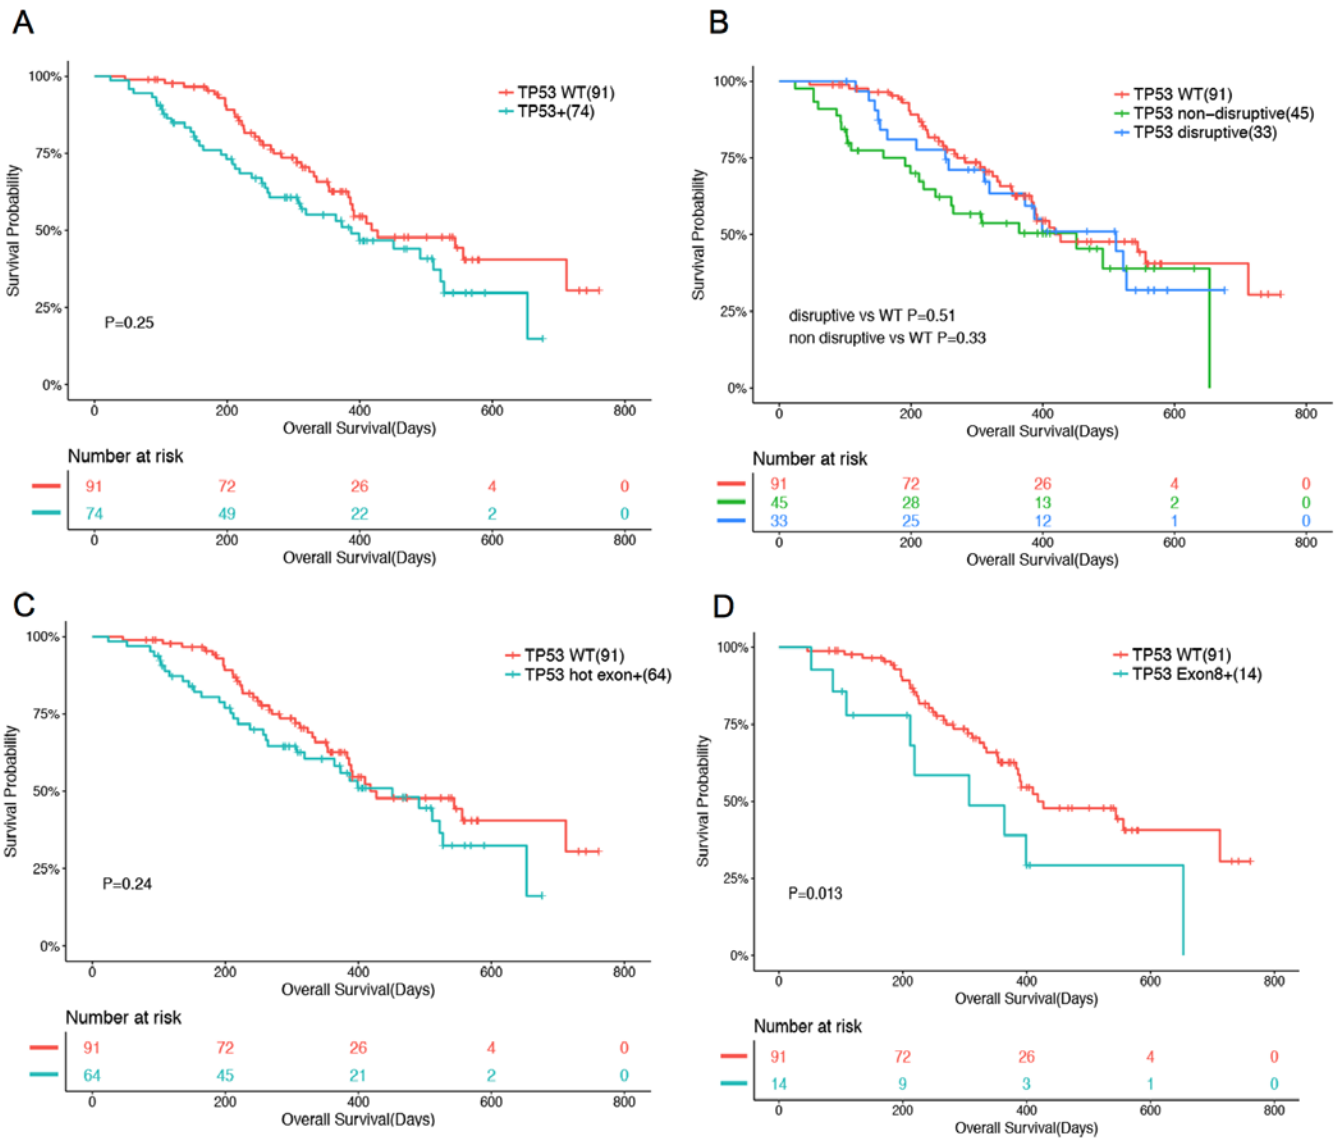 A
100%
75%
50%
25%
0%
Survival Probability
TP53 WT(91)
TP53+(74)
P=0.25
0 200 400 600 800
Overall Survival(Days)
Number at risk
91 72 26 4 0
74 49 22 2 0
0 200 400 600 800
Overall Survival(Days)
B
100%
75%
50%
25%
0%
Survival Probability
TP53 WT(91)
TP53 non−disruptive(45)
TP53 disruptive(33)
disruptive vs WT P=0.51
non disruptive vs WT P=0.33
0 200 400 600 800
Overall Survival(Days)
Number at risk
91 72 26 4 0
45 28 13 2 0
33 25 12 1 0
0 200 400 600 800
Overall Survival(Days)
C
100%
75%
50%
25%
0%
Survival Probability
TP53 WT(91)
TP53 hot exon+(64)
P=0.24
0 200 400 600 800
Overall Survival(Days)
Number at risk
91 72 26 4 0
64 45 21 2 0
0 200 400 600 800
Overall Survival(Days)
D
100%
75%
50%
25%
0%
Survival Probability
TP53 WT(91)
TP53 Exon8+(14)
P=0.013
0 200 400 600 800
Overall Survival(Days)
Number at risk
91 72 26 4 0
14 9 3 1 0
0 200 400 600 800
Overall Survival(Days)